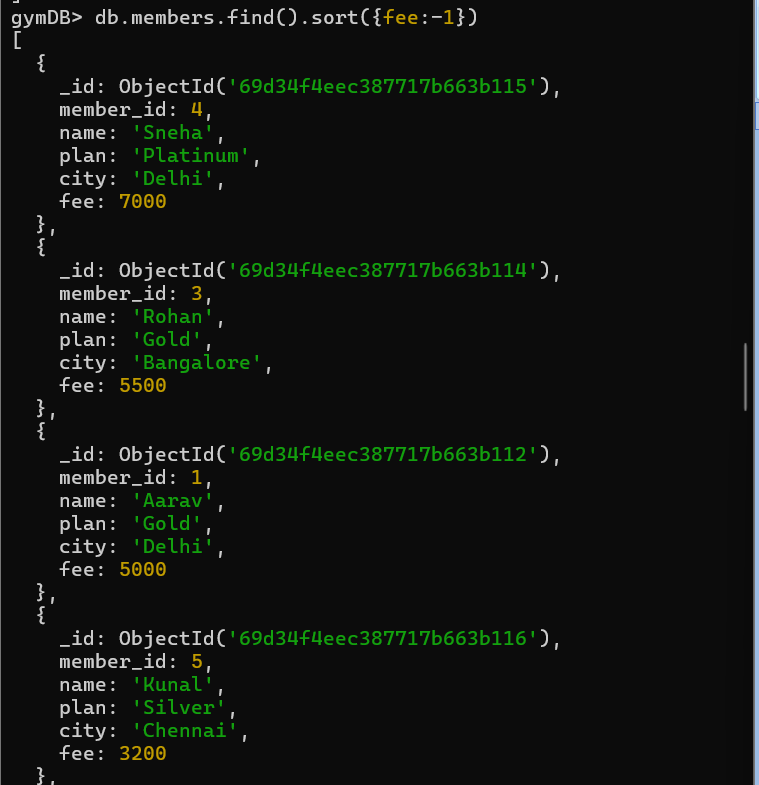 gymDB> db.members.find().sort({fee:-1})
[
  {
    _id: ObjectId('69d34f4eec387717b663b115'),
    member_id: 4,
    name: 'Sneha',
    plan: 'Platinum',
    city: 'Delhi',
    fee: 7000
  },
  {
    _id: ObjectId('69d34f4eec387717b663b114'),
    member_id: 3,
    name: 'Rohan',
    plan: 'Gold',
    city: 'Bangalore',
    fee: 5500
  },
  {
    _id: ObjectId('69d34f4eec387717b663b112'),
    member_id: 1,
    name: 'Aarav',
    plan: 'Gold',
    city: 'Delhi',
    fee: 5000
  },
  {
    _id: ObjectId('69d34f4eec387717b663b116'),
    member_id: 5,
    name: 'Kunal',
    plan: 'Silver',
    city: 'Chennai',
    fee: 3200
  },